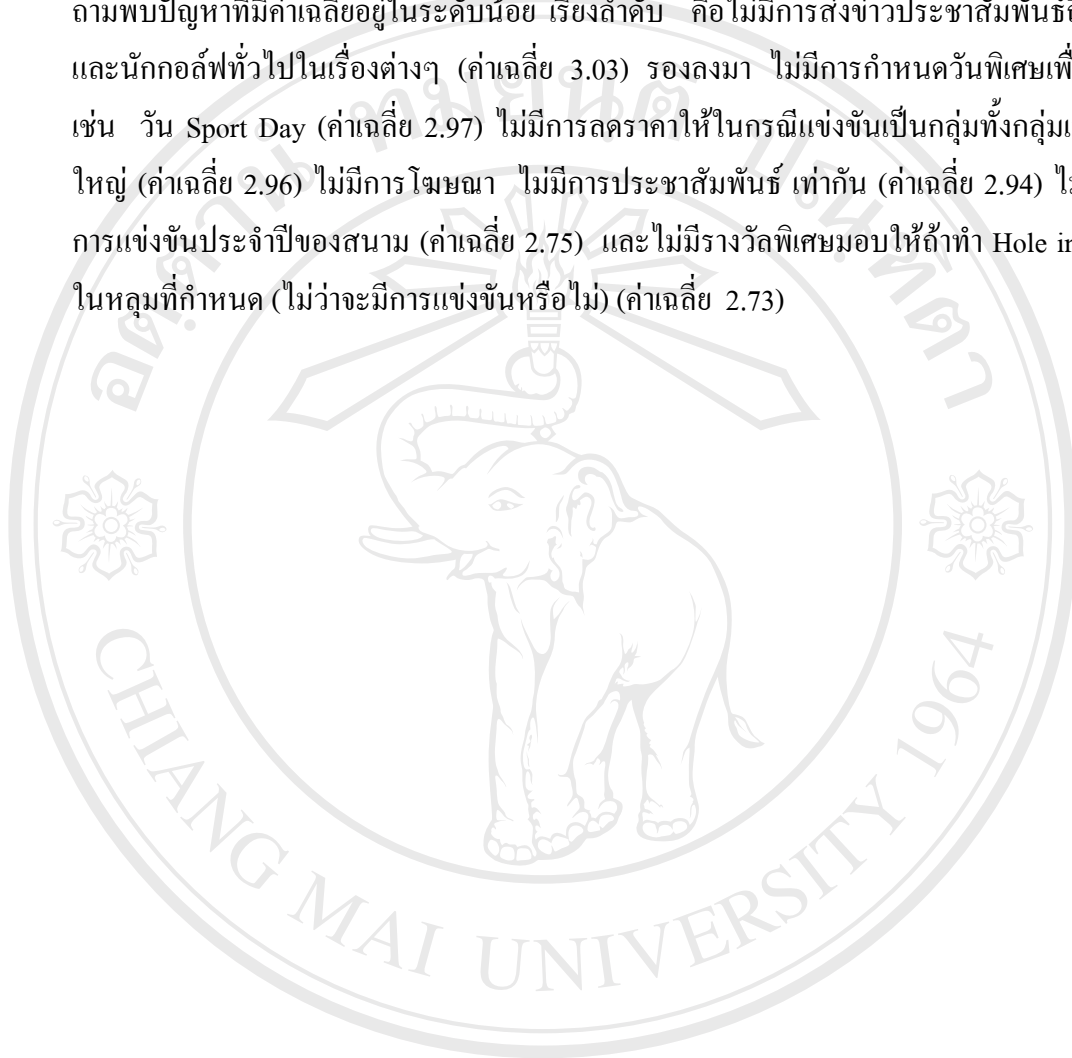 ถามพบปัญหาที่มีค่าเฉลี่ยอยู่ในระดับน้อย เรียงลำดับ คือไม่มีการส่งข่าวประชาสัมพันธ์
และนักกอล์ฟทั่วไปในเรื่องต่างๆ (ค่าเฉลี่ย 3.03) รองลงมา ไม่มีการกำหนดวันพิเศษเพื่
เช่น วัน Sport Day (ค่าเฉลี่ย 2.97) ไม่มีการลดราคาให้ในกรณีแข่งขันเป็นกลุ่มทั้งกลุ่ม
ใหญ่ (ค่าเฉลี่ย 2.96) ไม่มีการโฆษณา ไม่มีการประชาสัมพันธ์ เท่ากัน (ค่าเฉลี่ย 2.94)
การแข่งขันประจำปีของสนาม (ค่าเฉลี่ย 2.75) และไม่มีรางวัลพิเศษมอบให้ถ้าทำ Hole in
ในหลุมที่กำหนด (ไม่ว่าจะมีการแข่งขันหรือไม่) (ค่าเฉลี่ย 2.73)
อตฺตานํ ทมยนฺติ ปณฺฑิตา
CHIANG MAI UNIVERSITY 1964